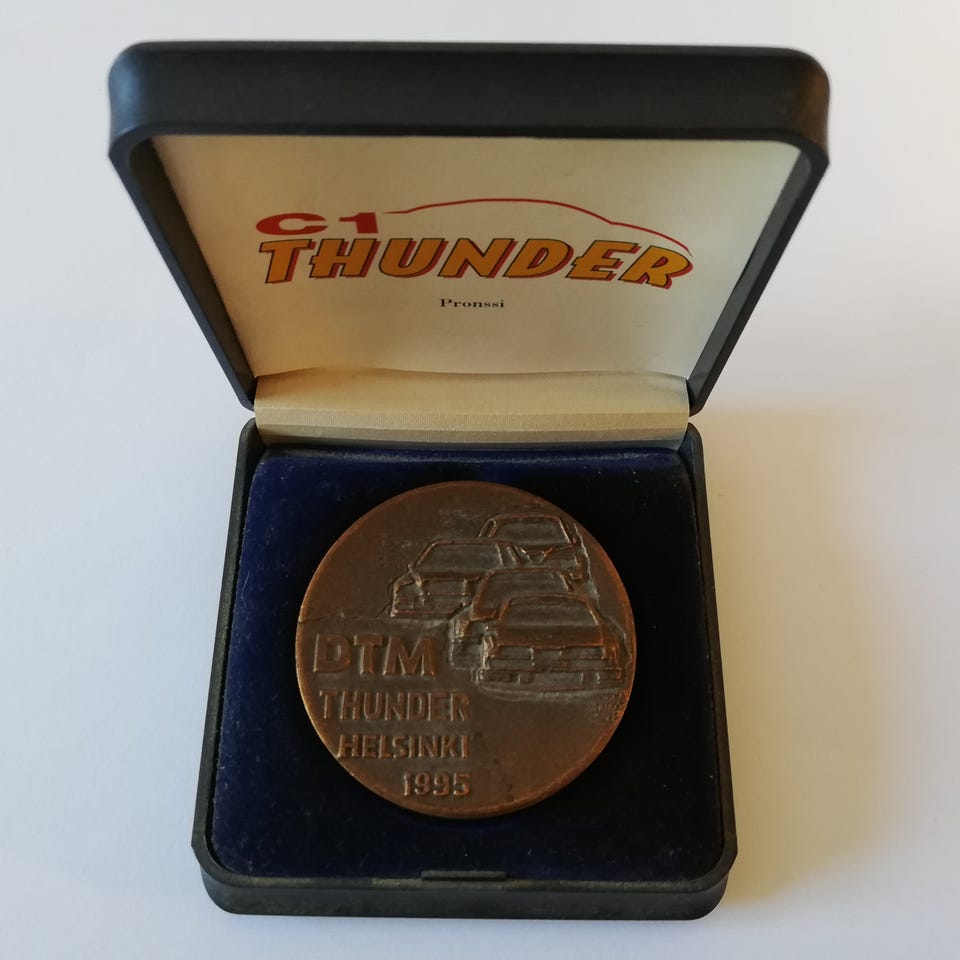 C1
THUNDER
Pronssi
DTM
THUNDER
HELSINKI
1995